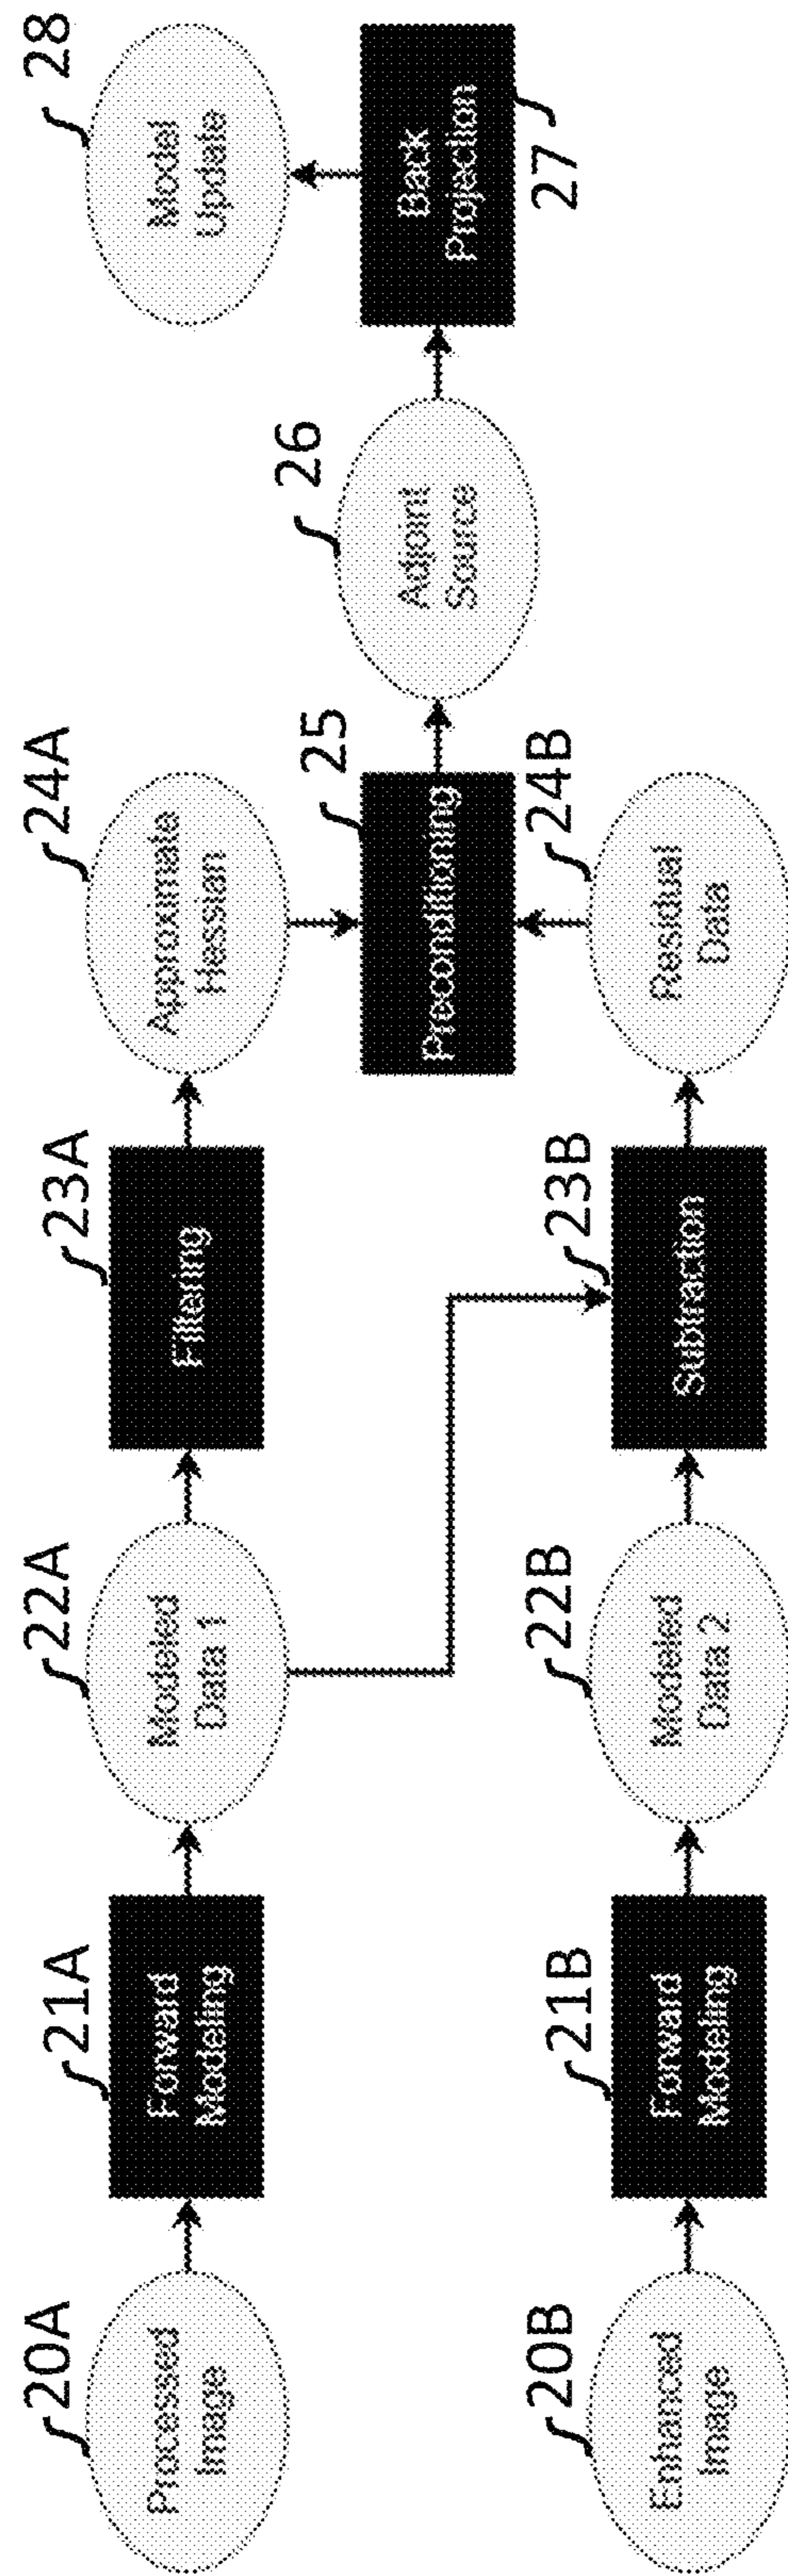 20A
Processed
Image
21A
Forward
Modeling
22A
Modeled
Data 1
23A
Filtering
24A
Approximate
Hessian
25
Preconditioning
26
Adjoint
Source
28
Model
Update
Back
Projection
27
20B
Enhanced
Image
21B
Forward
Modeling
22B
Modeled
Data 2
23B
Subtraction
24B
Residual
Data